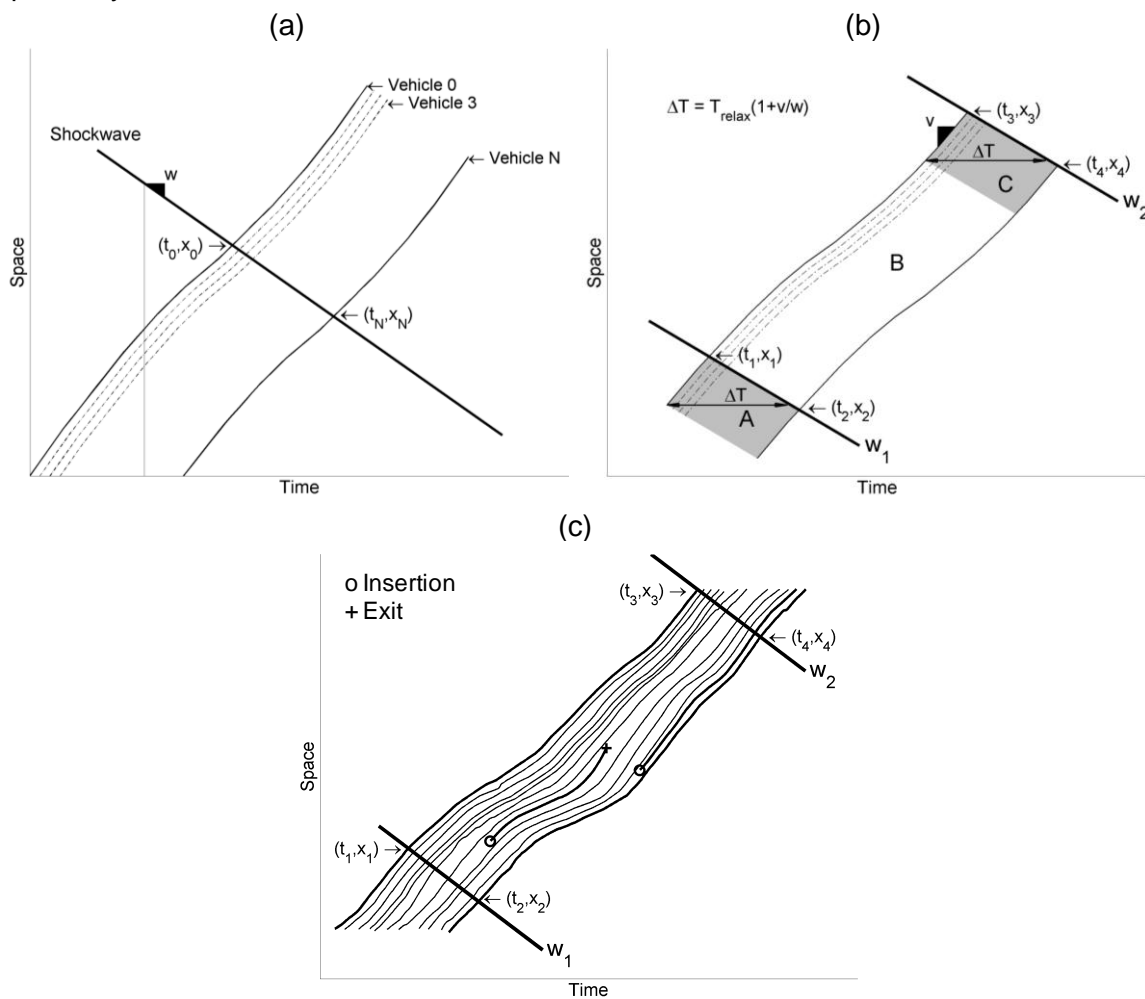 (a)
Vehicle 0
Vehicle 3
Shockwave
w
Vehicle N
(t0,x0)
(tN,xN)
Space
Time
(b)
ΔT = Trelax(1+v/w)
v
(t3,x3)
ΔT
(t4,x4)
C
w2
B
(t1,x1)
ΔT
A
(t2,x2)
w1
Space
Time
(c)
o Insertion
+ Exit
(t3,x3)
(t4,x4)
w2
(t1,x1)
(t2,x2)
w1
Space
Time